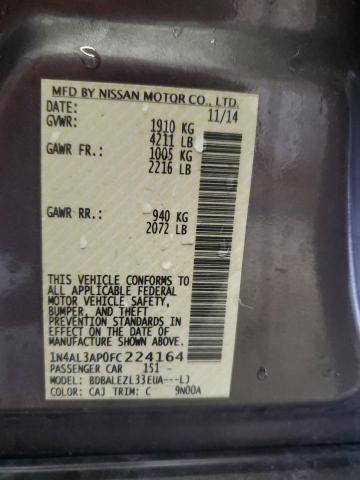 MFD BY NISSAN MOTOR CO., LTD.
DATE: 11/14
GVWR: 1910 KG
4211 LB
GAWR FR.: 1005 KG
2216 LB
GAWR RR.: 940 KG
2072 LB
THIS VEHICLE CONFORMS TO
ALL APPLICABLE FEDERAL
MOTOR VEHICLE SAFETY,
BUMPER, AND THEFT
PREVENTION STANDARDS
IN EFFECT ON THE DATE OF
MANUFACTURE SHOWN ABOVE.
1N4AL3AP0FC224164
PASSENGER CAR 151 -
MODEL: BDBALEZL33EUA---LJ
COLOR: CAJ TRIM: C 9N00A